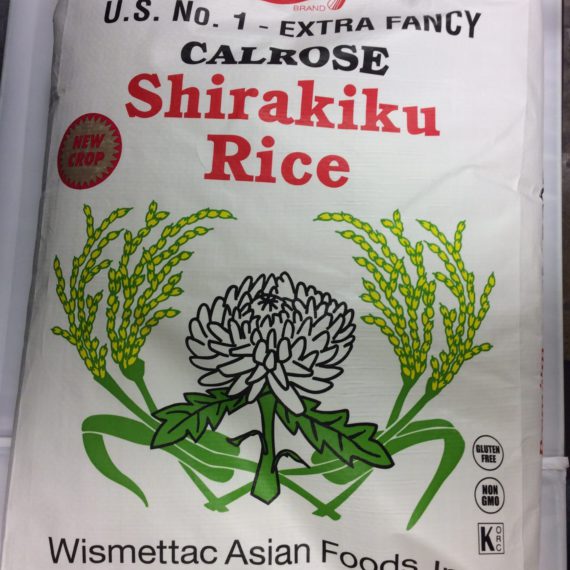 BRAND
U.S. No. 1 - EXTRA FANCY
CALROSE
Shirakiku
Rice
NEW
CROP
GLUTEN
FREE
NON
GMO
K ORC
Wismettac Asian Foods,